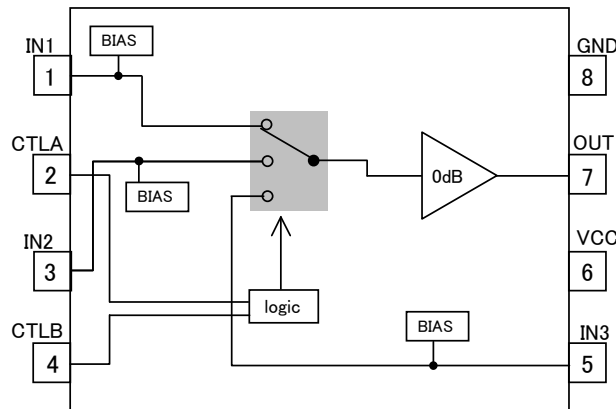 BIAS
IN1
1
GND
8
CTLA
2
BIAS
0dB
OUT
7
IN2
3
VCC
6
logic
CTLB
4
BIAS
IN3
5